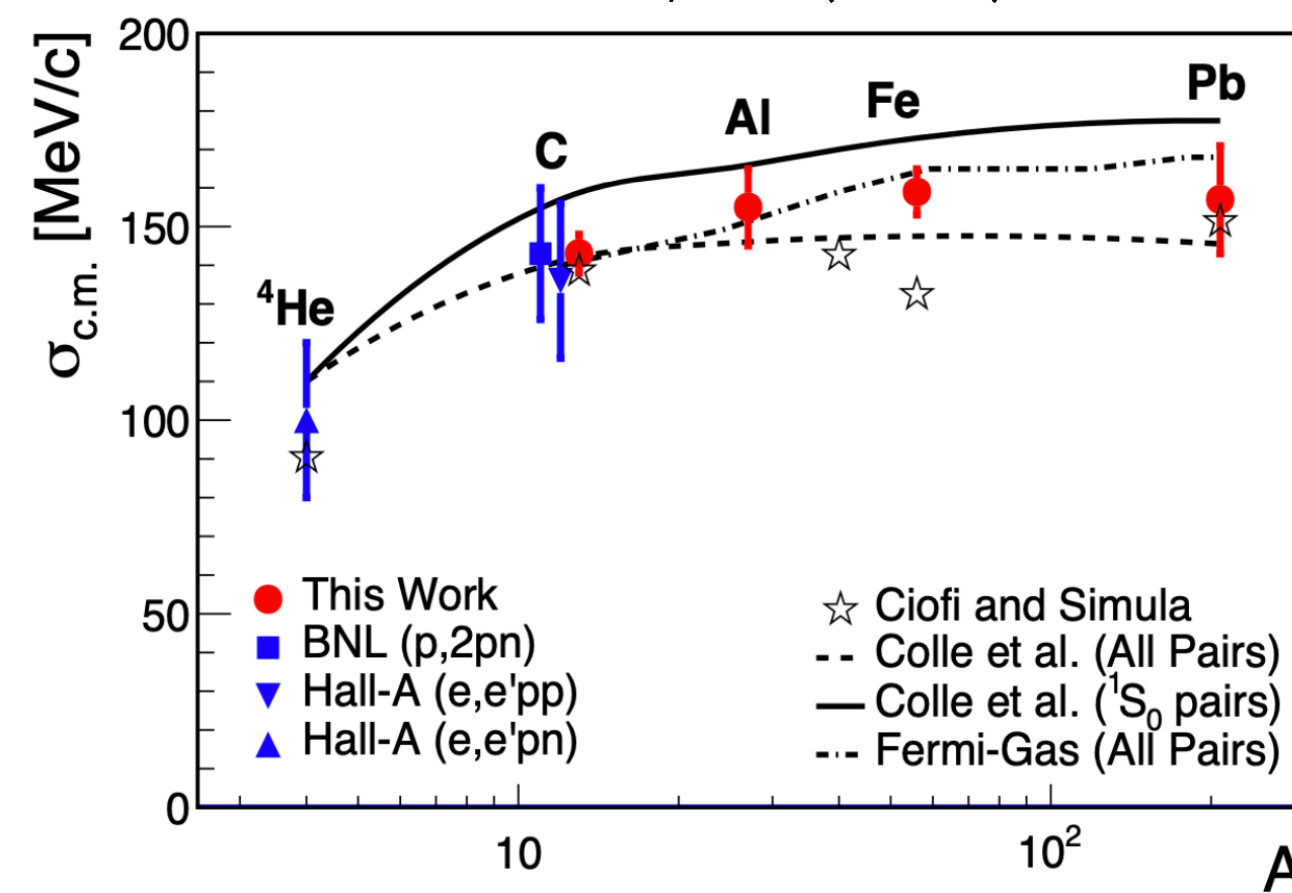 200
150
100
50
0
σc.m. [MeV/c]
⁴He
C
Al
Fe
Pb
This Work
BNL (p,2pn)
Hall-A (e,e'pp)
Hall-A (e,e'pn)
Ciofi and Simula
Colle et al. (All Pairs)
Colle et al. (¹S₀ pairs)
Fermi-Gas (All Pairs)
10
10²
A